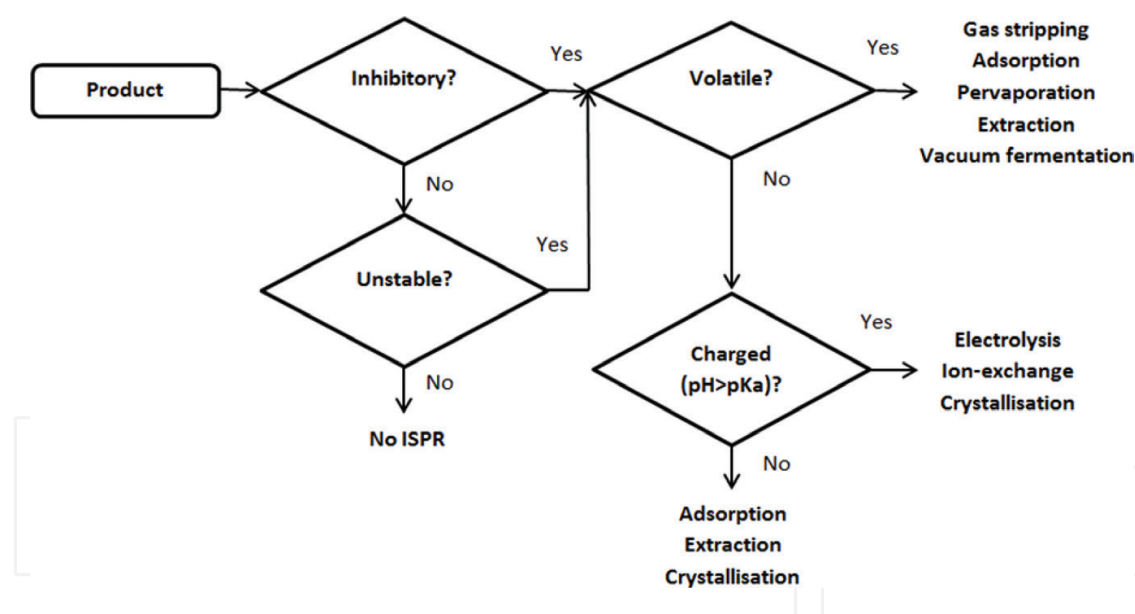 Product
Inhibitory?
Yes
Volatile?
Yes
Gas stripping
Adsorption
Pervaporation
Extraction
Vacuum fermentation
No
No
Unstable?
Yes
No
No ISPR
Charged
(pH>pKa)?
Yes
Electrolysis
Ion-exchange
Crystallisation
No
Adsorption
Extraction
Crystallisation